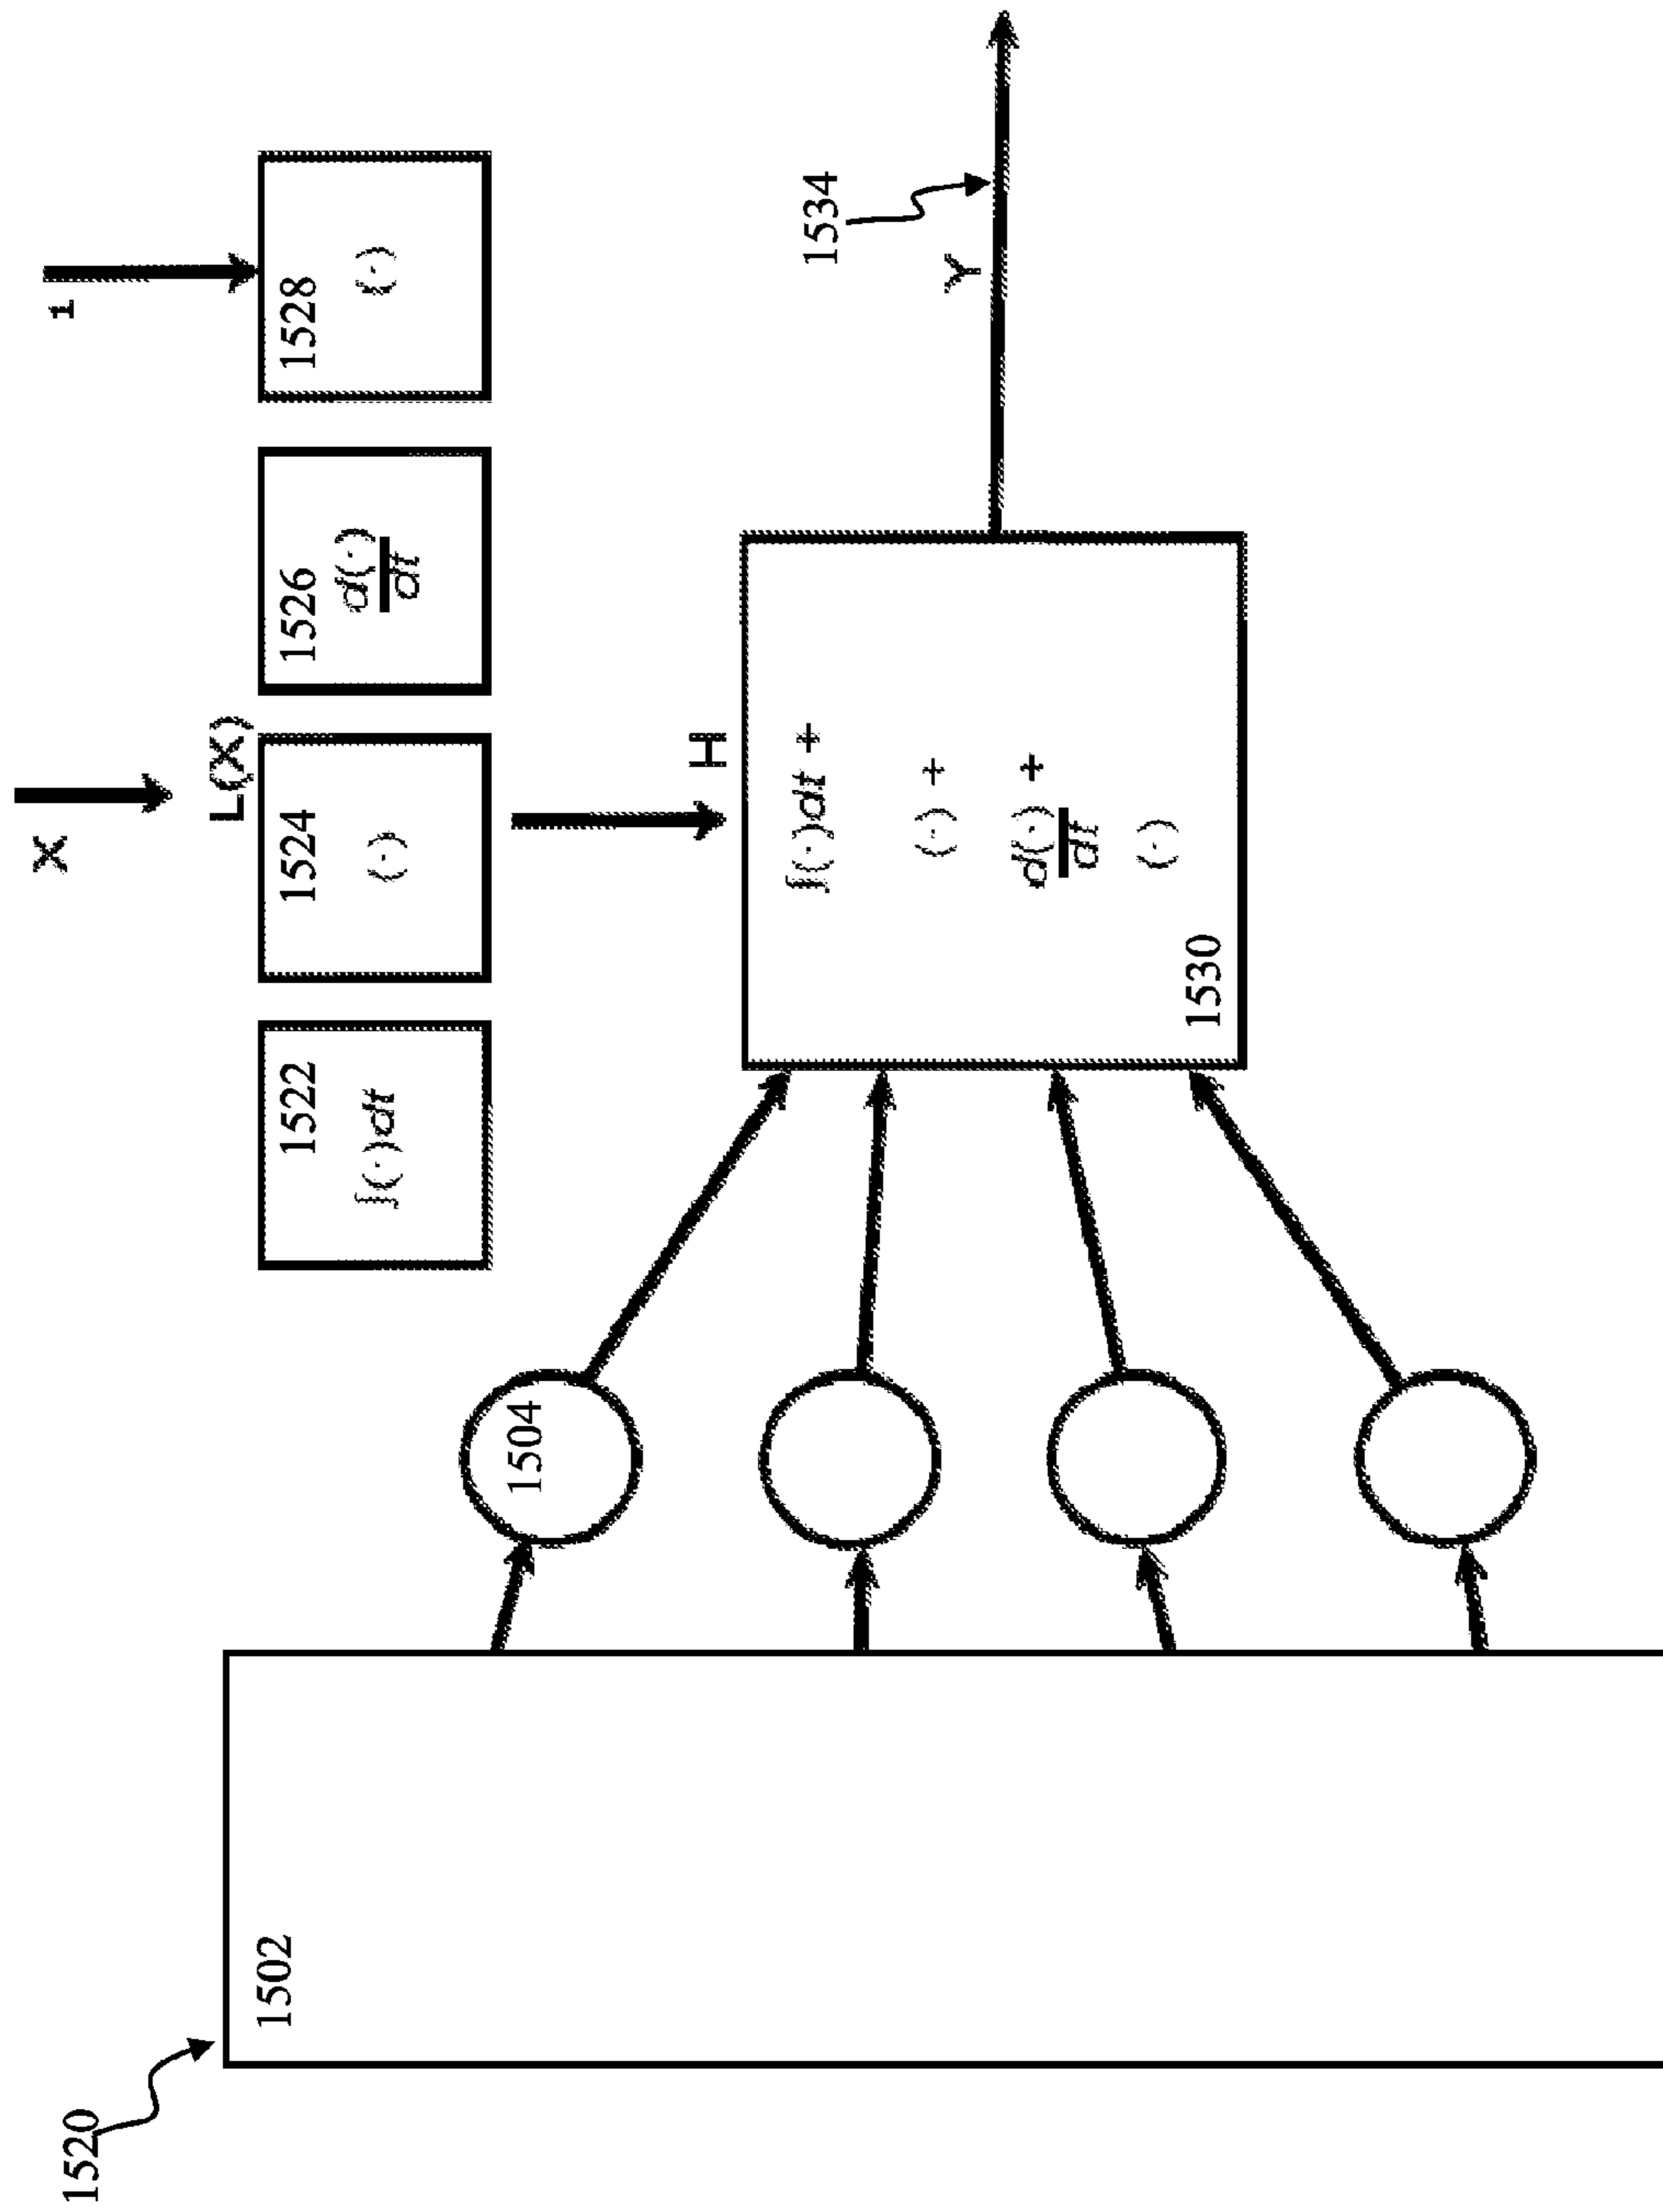 1520
1502
1504
X
L(X)
1522
∫(·)dt
1524
(·)
1526
d(·)
dt
1
1528
(·)
H
∫(·)dt +
(·) +
d(·) +
dt
(·)
1530
Y
1534